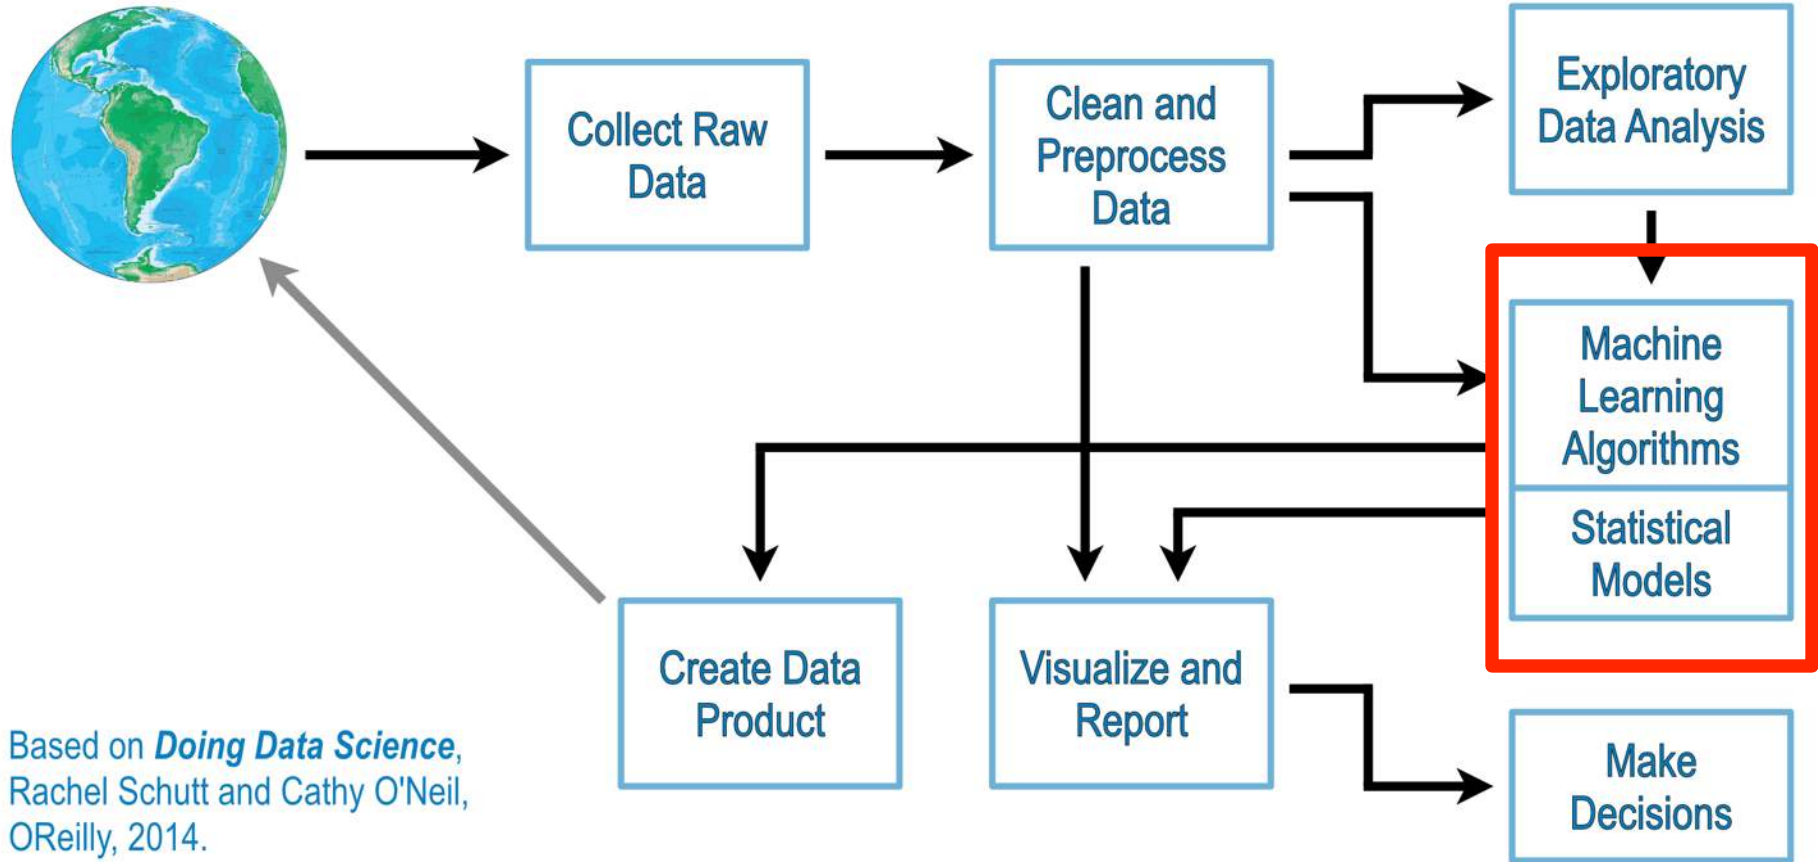 Collect Raw
Data
Clean and
Preprocess
Data
Exploratory
Data Analysis
Machine
Learning
Algorithms
Statistical
Models
Create Data
Product
Visualize and
Report
Make
Decisions
Based on Doing Data Science,
Rachel Schutt and Cathy O'Neil,
OReilly, 2014.